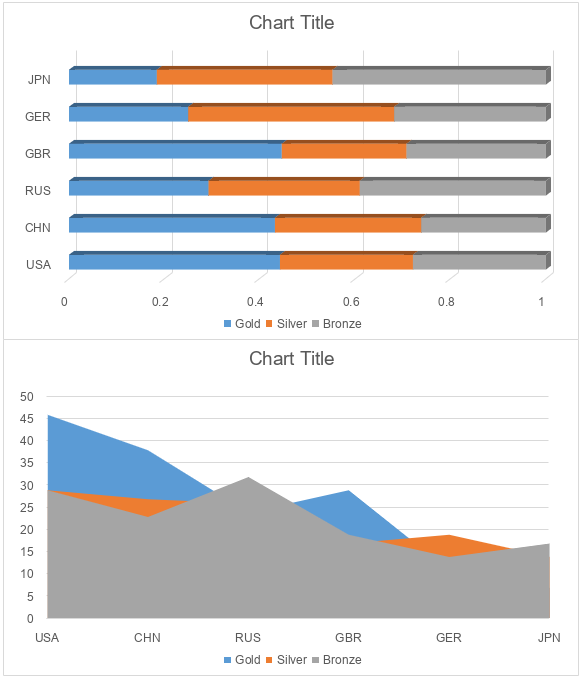 Chart Title
JPN
GER
GBR
RUS
CHN
USA
0 0.2 0.4 0.6 0.8 1
Gold Silver Bronze
Chart Title
50
45
40
35
30
25
20
15
10
5
0
USA CHN RUS GBR GER JPN
Gold Silver Bronze